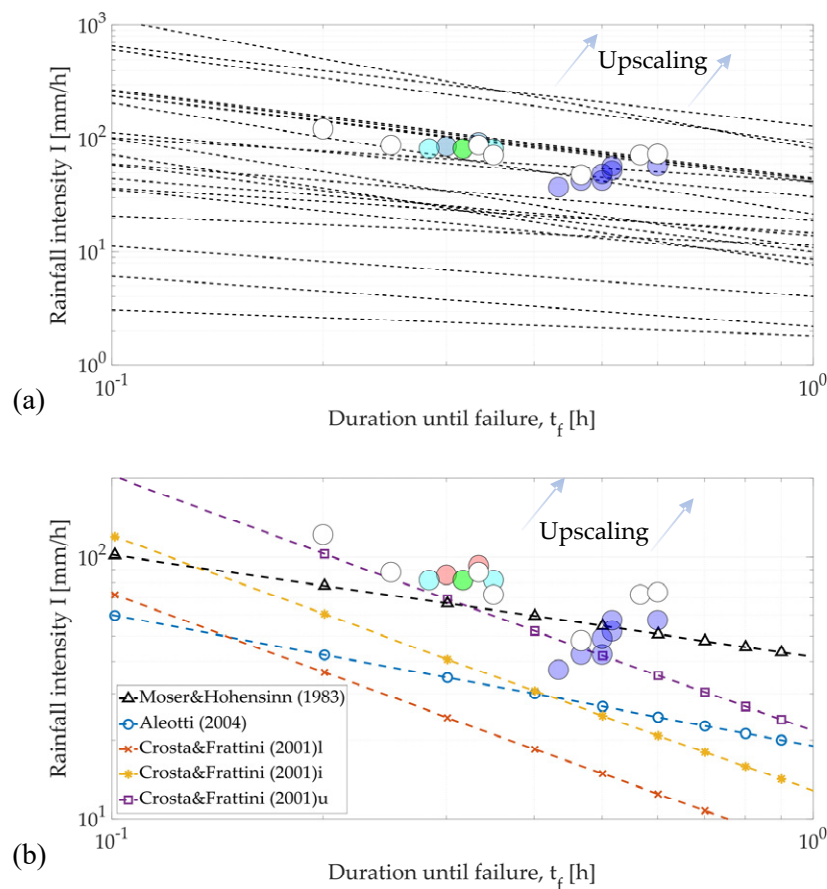 10^3
Upscaling
10^2
10^1
10^0
Rainfall intensity I [mm/h]
10^-1
10^0
(a)
Duration until failure, t_f [h]
Upscaling
10^2
Rainfall intensity I [mm/h]
Moser&Hohensinn (1983)
Aleotti (2004)
Crosta&Frattini (2001)l
Crosta&Frattini (2001)i
Crosta&Frattini (2001)u
10^1
10^-1
10^0
(b)
Duration until failure, t_f [h]